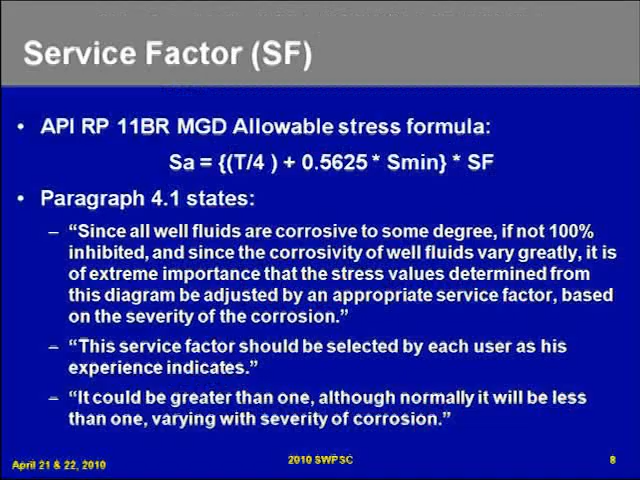 Service Factor (SF)
• API RP 11BR MGD Allowable stress formula:
Sa = {(T/4 ) + 0.5625 * Smin} * SF
• Paragraph 4.1 states:
– “Since all well fluids are corrosive to some degree, if not 100%
inhibited, and since the corrosivity of well fluids vary greatly, it is
of extreme importance that the stress values determined from
this diagram be adjusted by an appropriate service factor, based
on the severity of the corrosion.”
– “This service factor should be selected by each user as his
experience indicates.”
– “It could be greater than one, although normally it will be less
than one, varying with severity of corrosion.”
April 21 & 22, 2010
2010 SWPSC
8